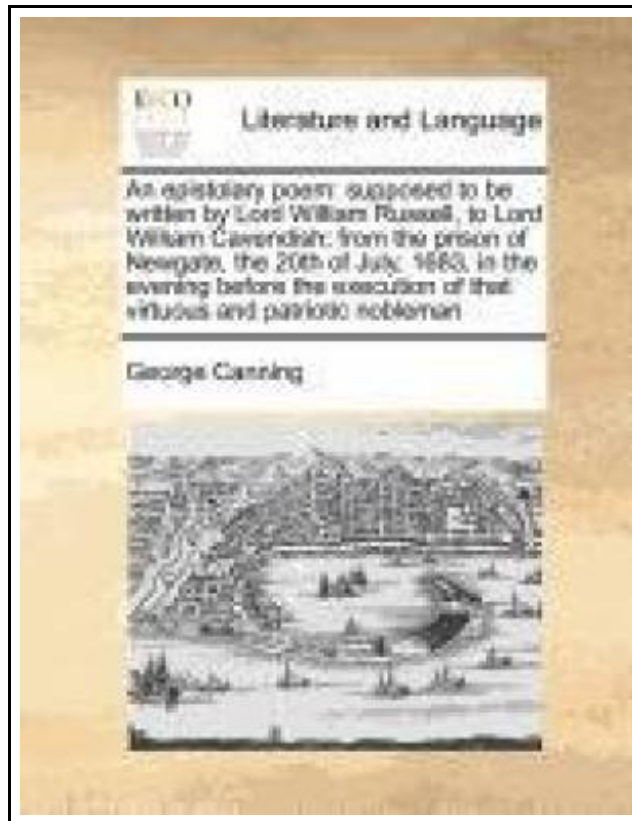 ECCO
Literature and Language
An epistolary poem: supposed to be
written by Lord William Russell, to Lord
William Cavendish; from the prison of
Newgate, the 20th of July, 1683, in the
evening before the execution of that
virtuous and patriotic nobleman
George Canning